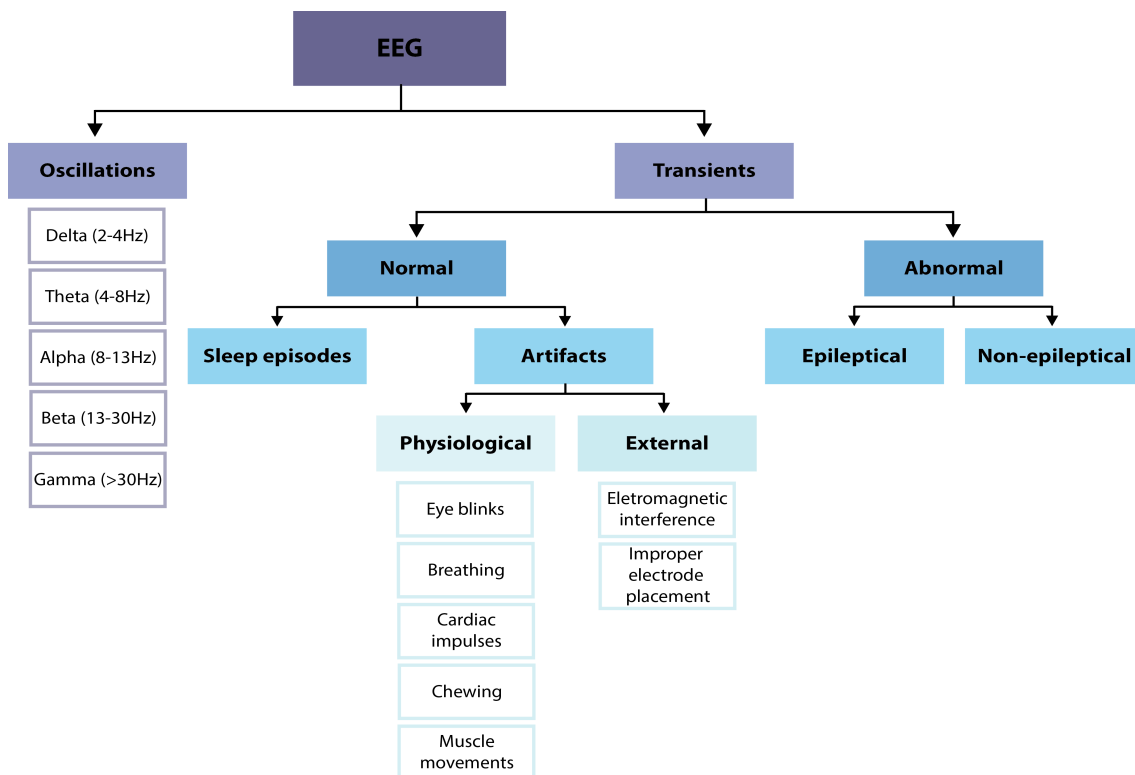 EEG
Oscillations
Transients
Delta (2-4Hz)
Theta (4-8Hz)
Alpha (8-13Hz)
Beta (13-30Hz)
Gamma (>30Hz)
Normal
Abnormal
Sleep episodes
Artifacts
Epileptical
Non-epileptical
Physiological
External
Eye blinks
Breathing
Cardiac
impulses
Chewing
Muscle
movements
Eletromagnetic
interference
Improper
electrode
placement